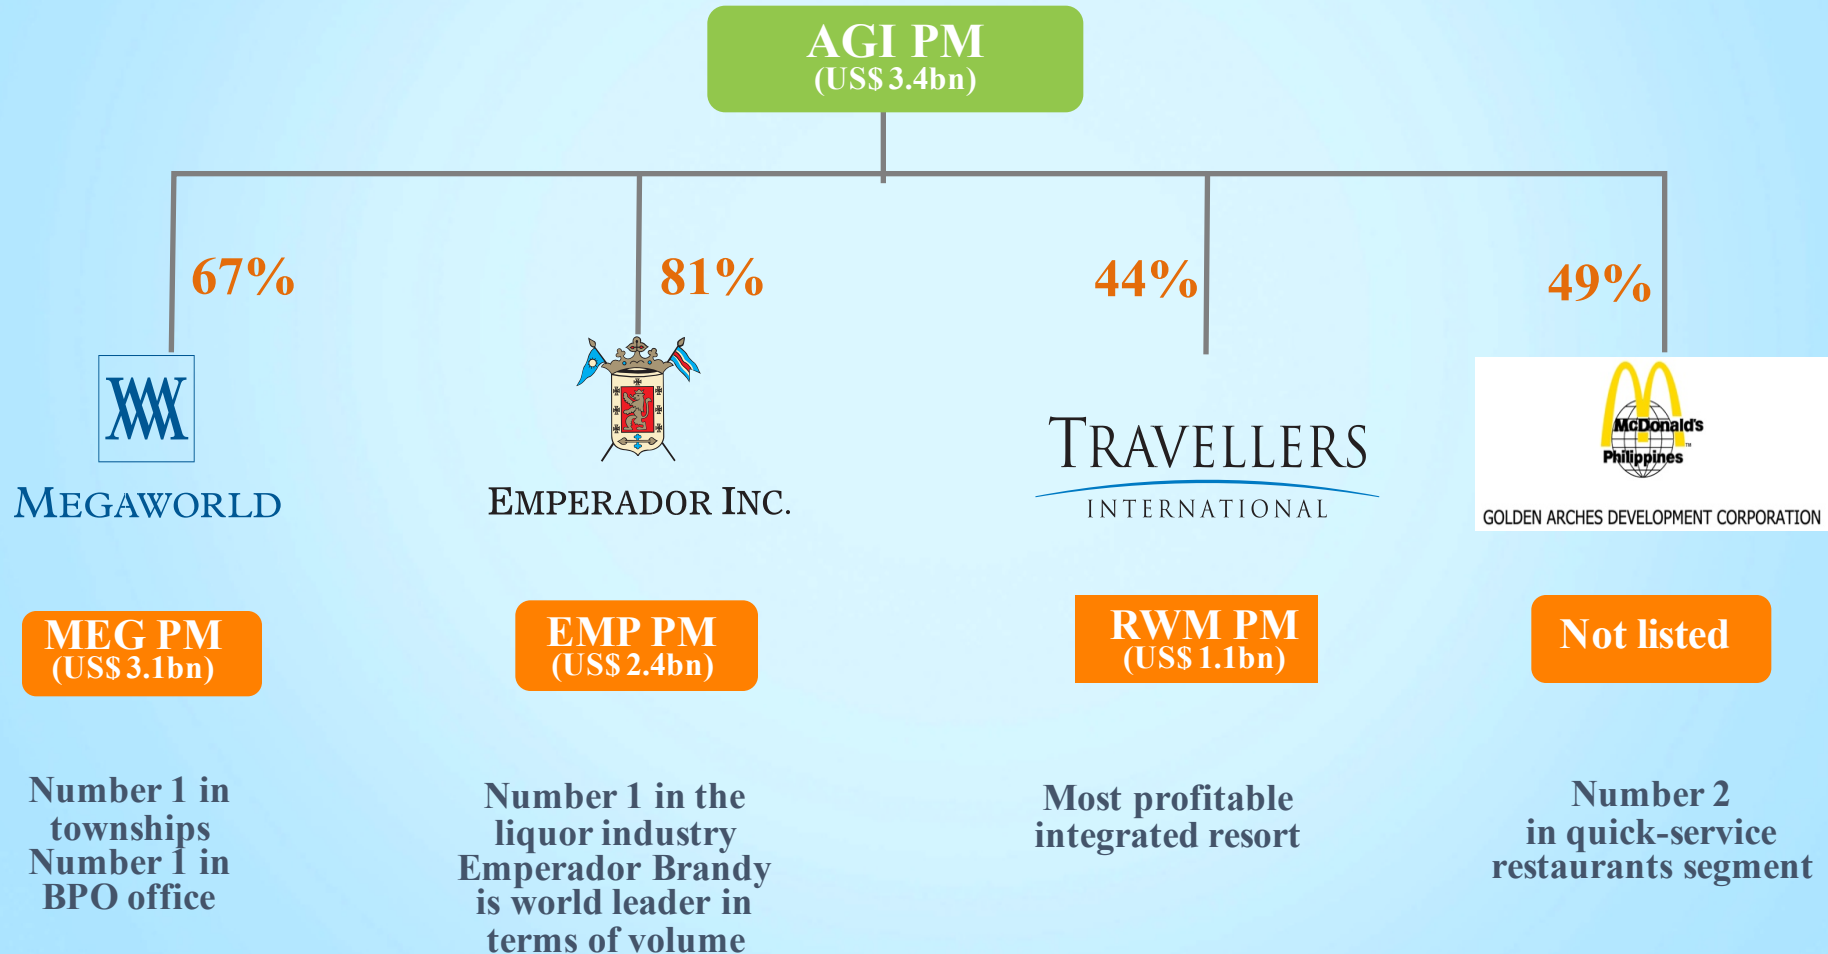 AGI PM
(US$ 3.4bn)
67%
81%
44%
49%
MEGAWORLD
EMPERADOR INC.
TRAVELLERS
INTERNATIONAL
McDonald's
TM
Philippines
GOLDEN ARCHES DEVELOPMENT CORPORATION
MEG PM
(US$ 3.1bn)
EMP PM
(US$ 2.4bn)
RWM PM
(US$ 1.1bn)
Not listed
Number 1 in
townships
Number 1 in
BPO office
Number 1 in the
liquor industry
Emperador Brandy
is world leader in
terms of volume
Most profitable
integrated resort
Number 2
in quick-service
restaurants segment